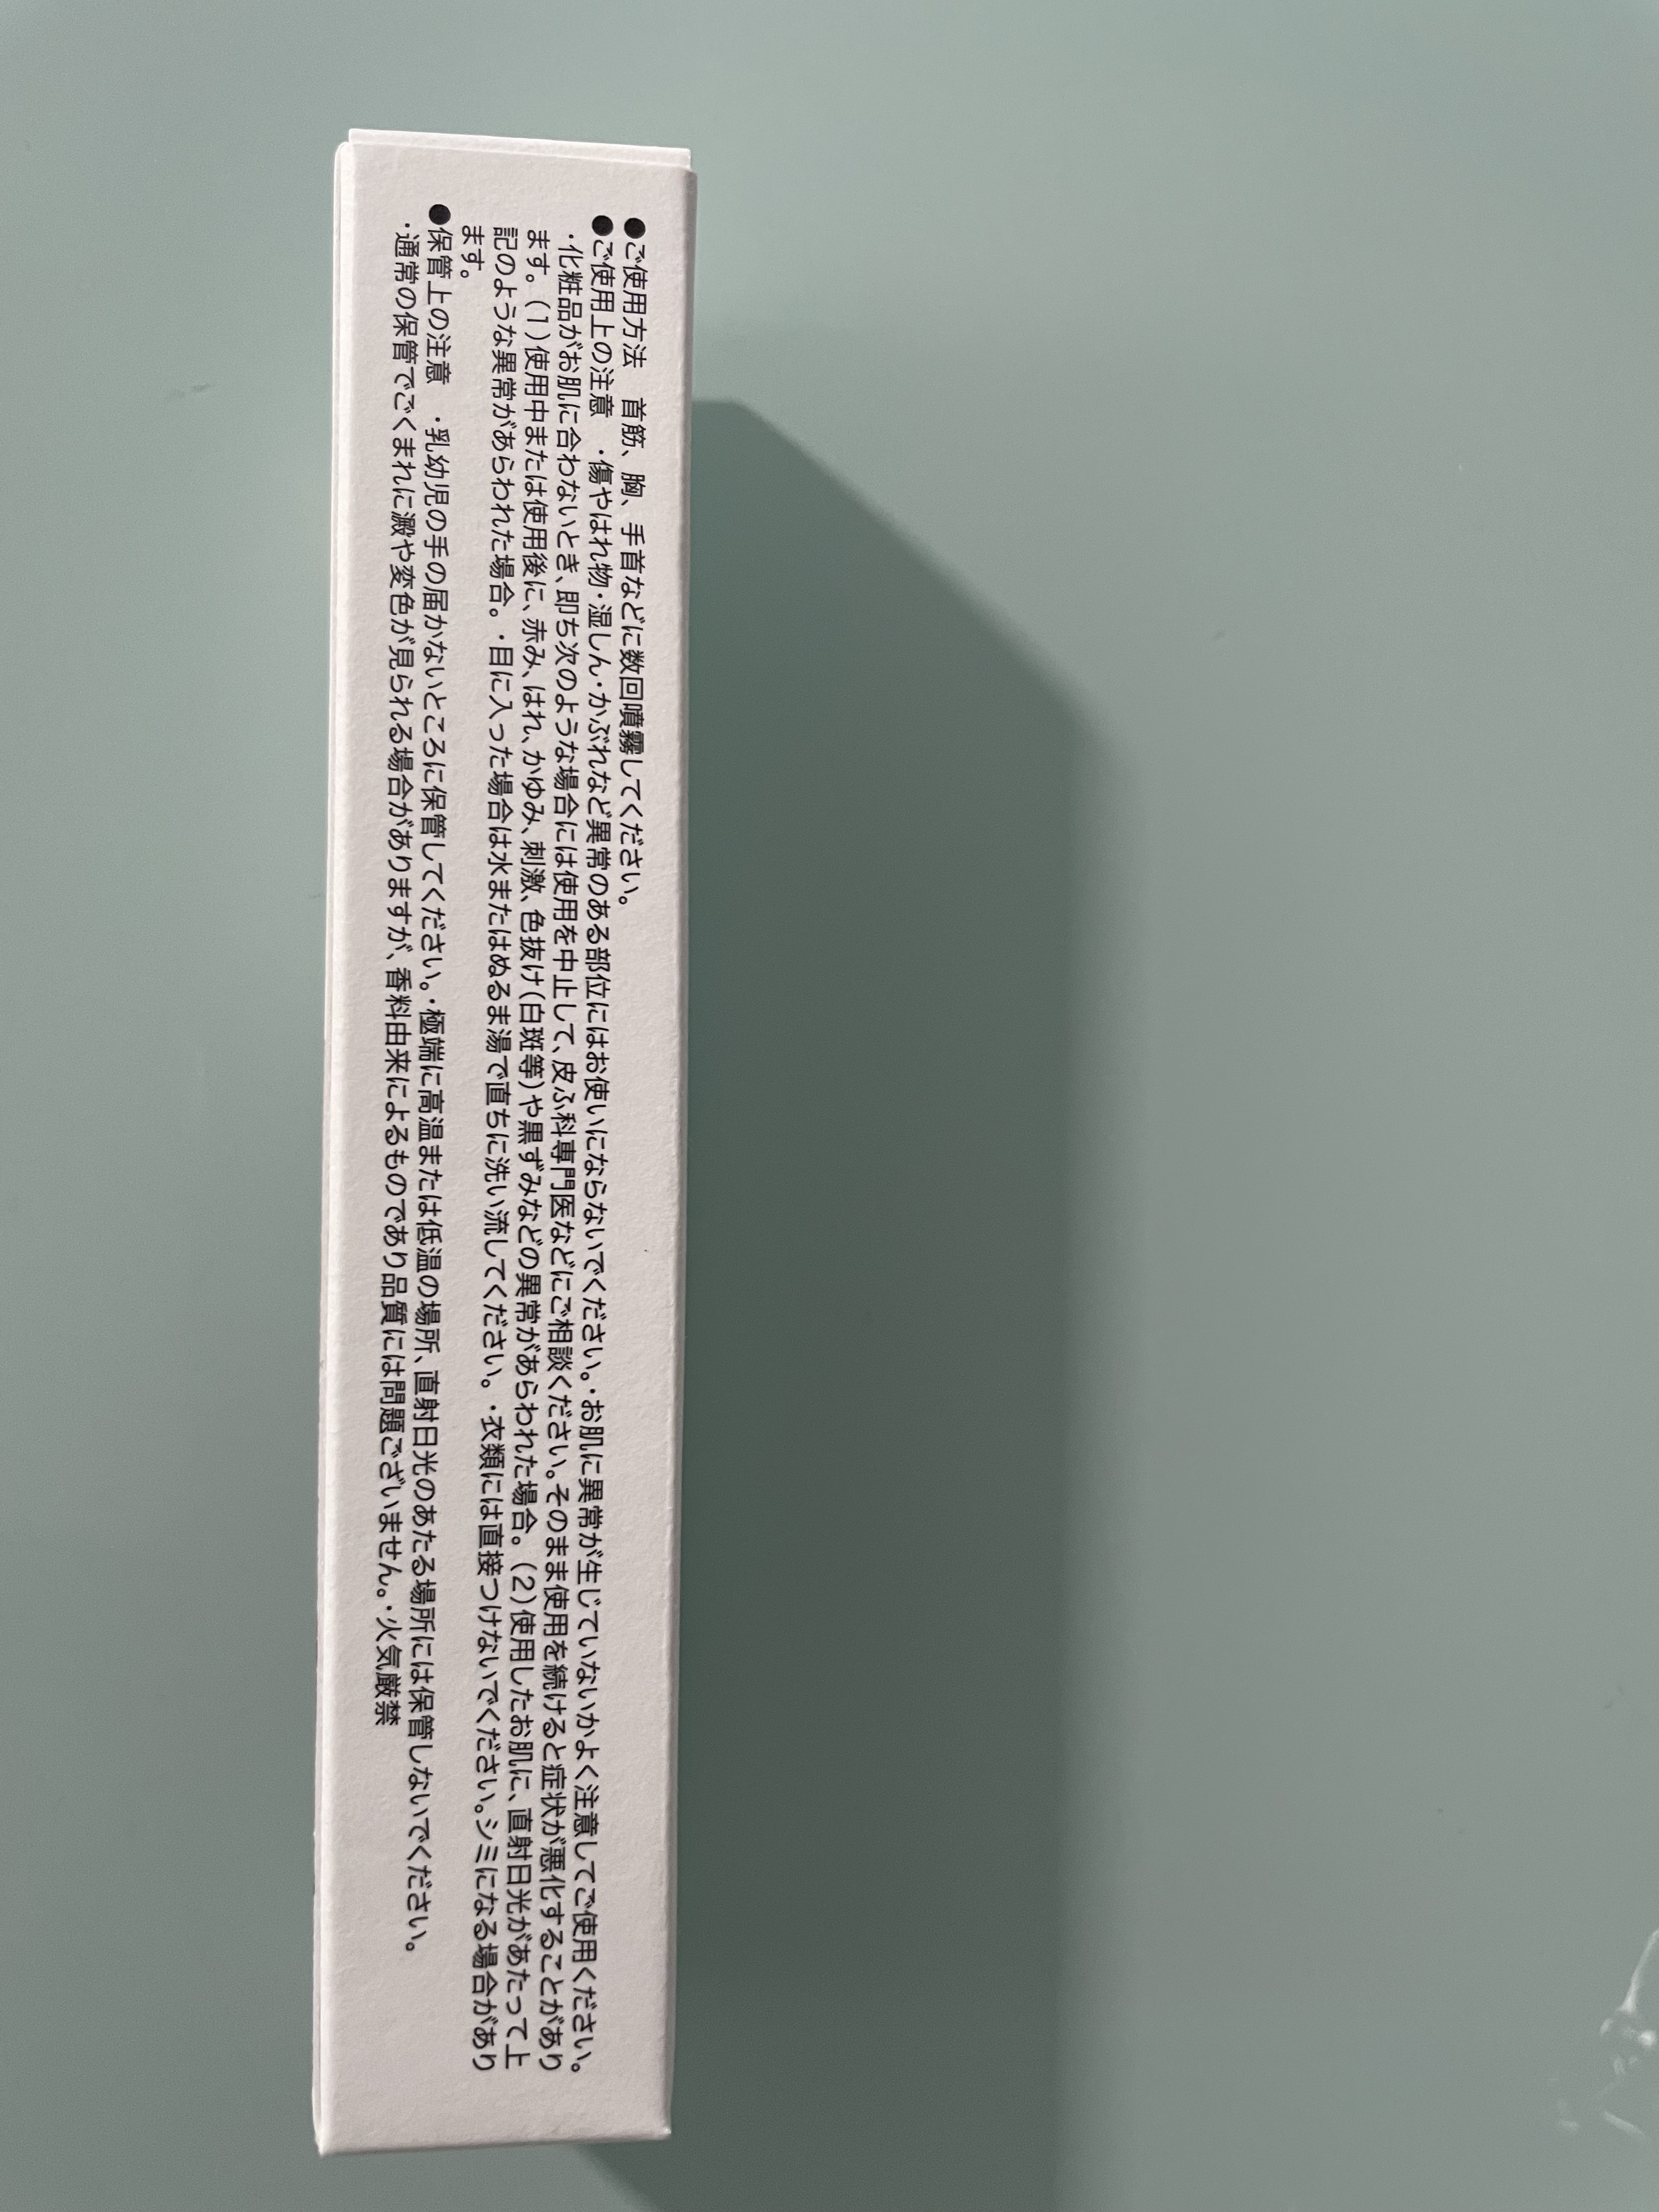 ●ご使用方法　首筋、胸、手首などに数回噴霧してください。
●ご使用上の注意　・傷やはれ物・湿しん・かぶれなど異常のある部位にはお使いにならないでください。・お肌に異常が生じていないかよく注意してご使用ください。
・化粧品がお肌に合わないとき、即ち次のような場合には使用を中止して、皮ふ科専門医などにご相談ください。そのまま使用を続けると症状が悪化することがあり
ます。（1）使用中または使用後に、赤み、はれ、かゆみ、刺激、色抜け（白斑等）や黒ずみなどの異常があらわれた場合。（2）使用したお肌に、直射日光があたって上
記のような異常があらわれた場合。・目に入った場合は水またはぬるま湯で直ちに洗い流してください。・衣類には直接つけないでください。シミになる場合があり
ます。
●保管上の注意　・乳幼児の手の届かないところに保管してください。・極端に高温または低温の場所、直射日光のあたる場所には保管しないでください。
・通常の保管でごくまれに澱や変色が見られる場合がありますが、香料由来によるものであり品質には問題ございません。・火気厳禁